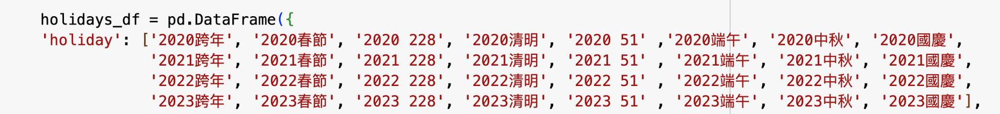 holidays_df = pd.DataFrame({
'holiday': ['2020跨年', '2020春節', '2020 228', '2020清明', '2020 51' ,'2020端午', '2020中秋', '2020國慶',
'2021跨年', '2021春節', '2021 228', '2021清明', '2021 51' , '2021端午', '2021中秋', '2021國慶',
'2022跨年', '2022春節', '2022 228', '2022清明', '2022 51' , '2022端午', '2022中秋', '2022國慶',
'2023跨年', '2023春節', '2023 228', '2023清明', '2023 51' , '2023端午', '2023中秋', '2023國慶'],